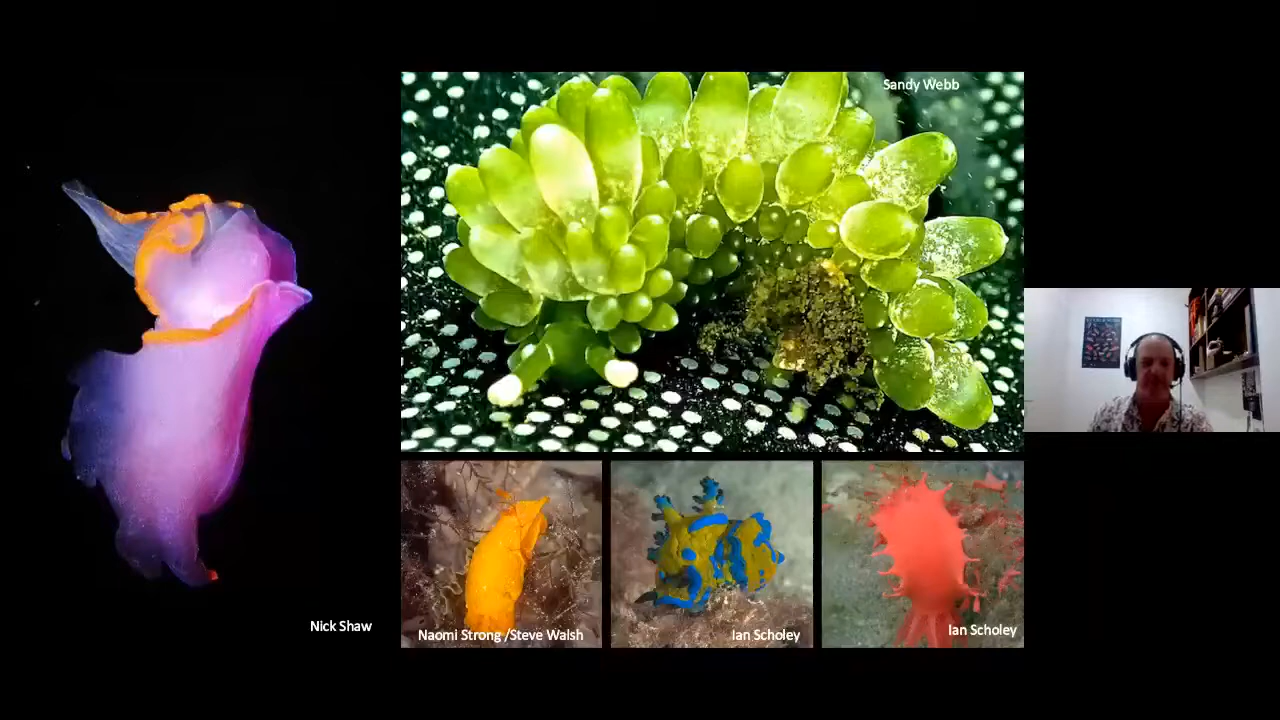 Sandy Webb
Nick Shaw
Naomi Strong /Steve Walsh
Ian Scholey
Ian Scholey